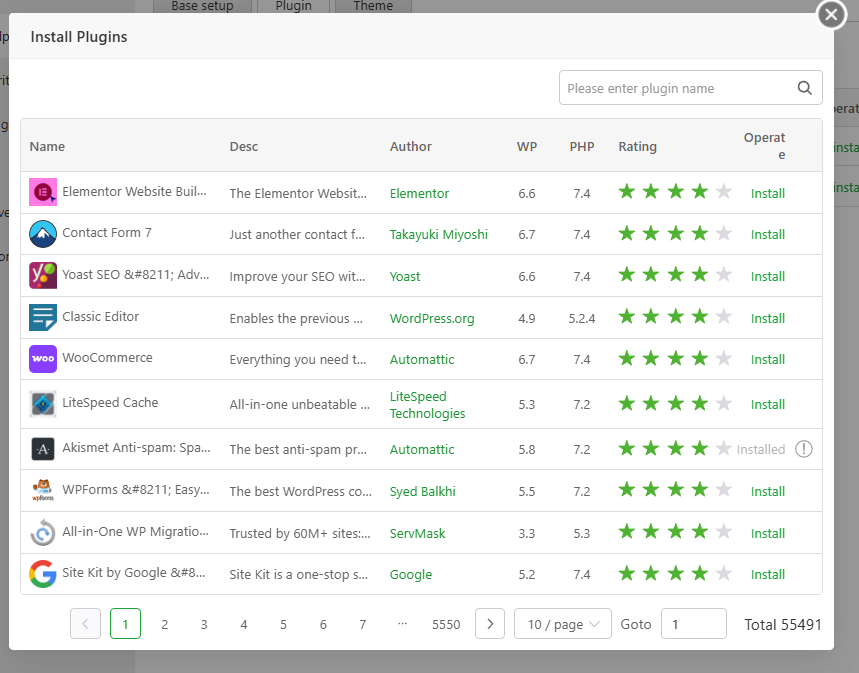 Base setup
Plugin
Theme
Install Plugins
Please enter plugin name
Name Desc Author WP PHP Rating Operat
e
Elementor Website Buil... The Elementor Websit... Elementor 6.6 7.4 Install
Contact Form 7 Just another contact f... Takayuki Miyoshi 6.7 7.4 Install
Yoast SEO &#8211; Adv... Improve your SEO wit... Yoast 6.6 7.4 Install
Classic Editor Enables the previous ... WordPress.org 4.9 5.2.4 Install
woo WooCommerce Everything you need t... Automattic 6.7 7.4 Install
LiteSpeed Cache All-in-one unbeatable ... LiteSpeed 5.3 7.2 Install
Technologies
A Akismet Anti-spam: Spa... The best anti-spam pr... Automattic 5.8 7.2 Installed
wpforms WPForms &#8211; Easy... The best WordPress co... Syed Balkhi 5.5 7.2 Install
All-in-One WP Migratio... Trusted by 60M+ sites:... ServMask 3.3 5.3 Install
Site Kit by Google &#8... Site Kit is a one-stop s... Google 5.2 7.4 Install
1 2 3 4 5 6 7 ... 5550 10 / page Goto 1 Total 55491